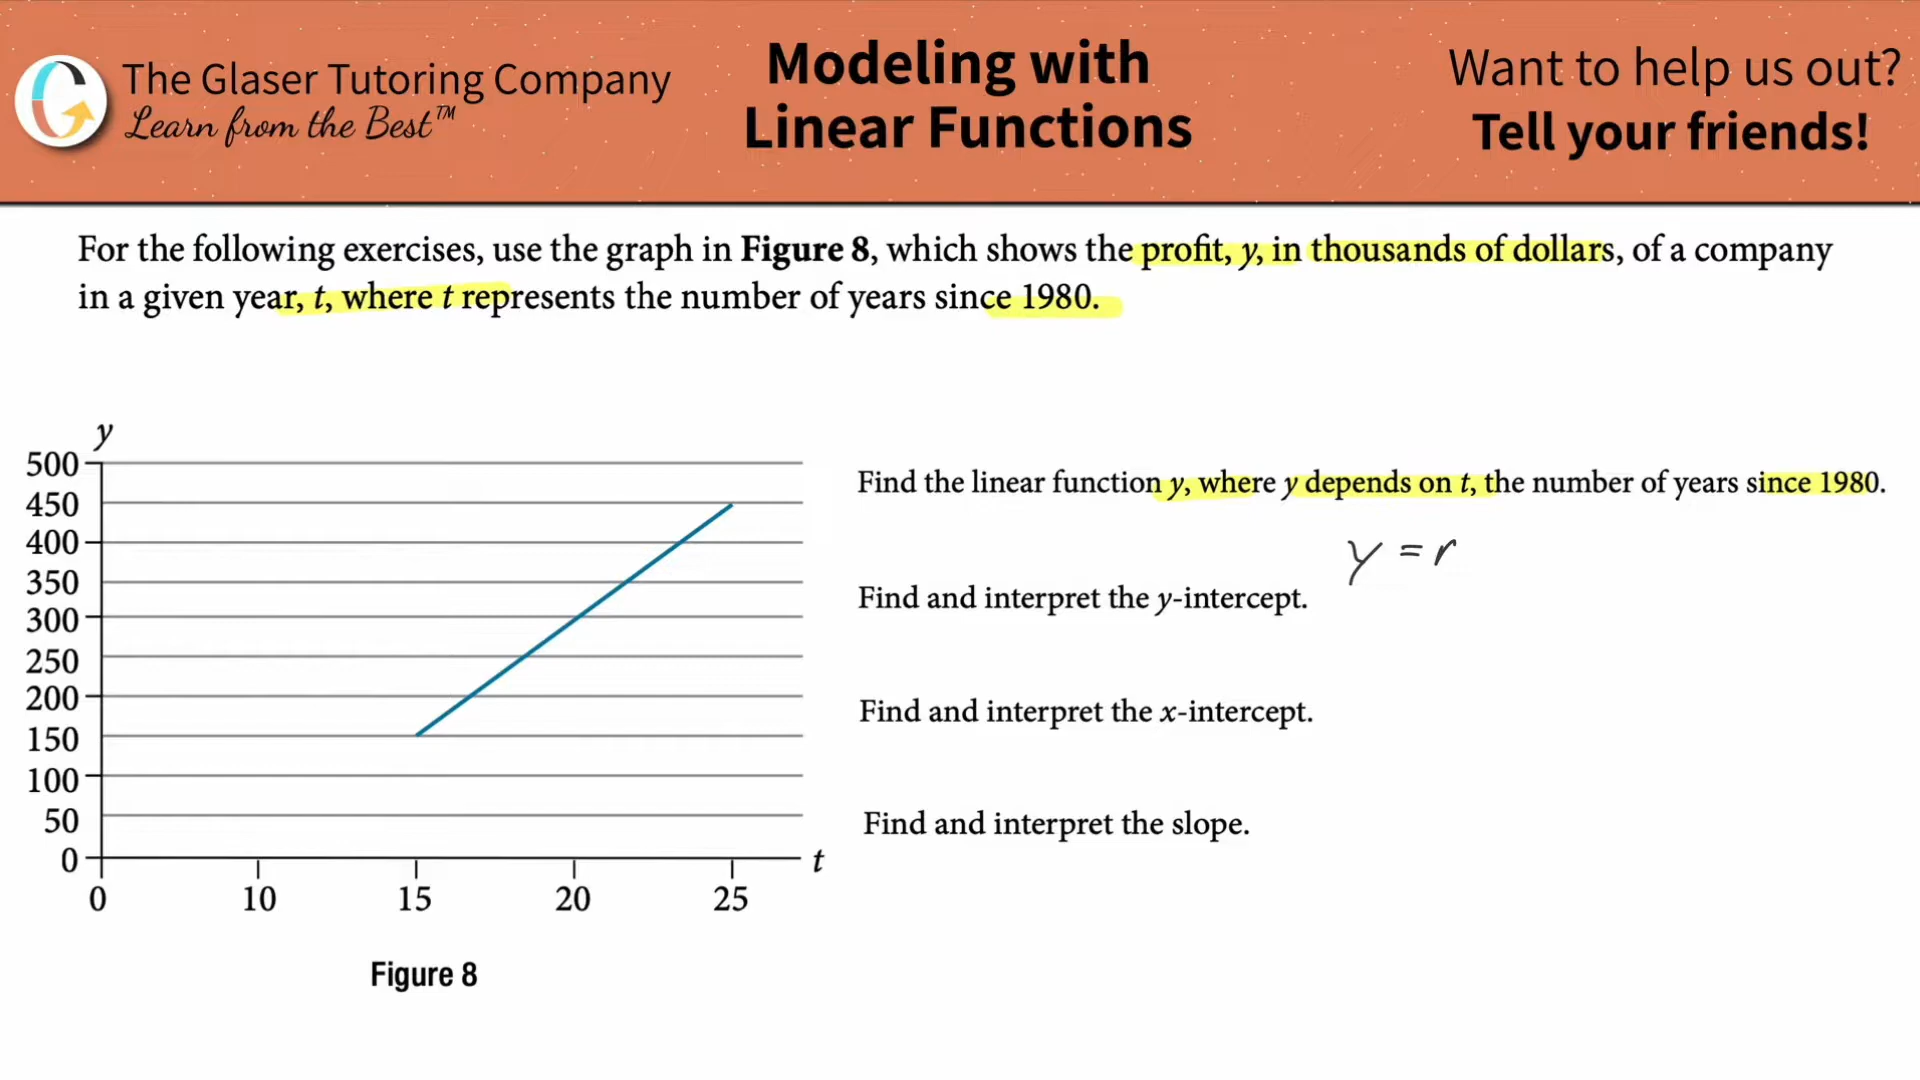 The Glaser Tutoring Company
Learn from the Best™
Modeling with
Linear Functions
Want to help us out?
Tell your friends!
For the following exercises, use the graph in Figure 8, which shows the profit, y, in thousands of dollars, of a company
in a given year, t, where t represents the number of years since 1980.
y
500
450
400
350
300
250
200
150
100
50
0
0 10 15 20 25
t
Figure 8
Find the linear function y, where y depends on t, the number of years since 1980.
y = r
Find and interpret the y-intercept.
Find and interpret the x-intercept.
Find and interpret the slope.